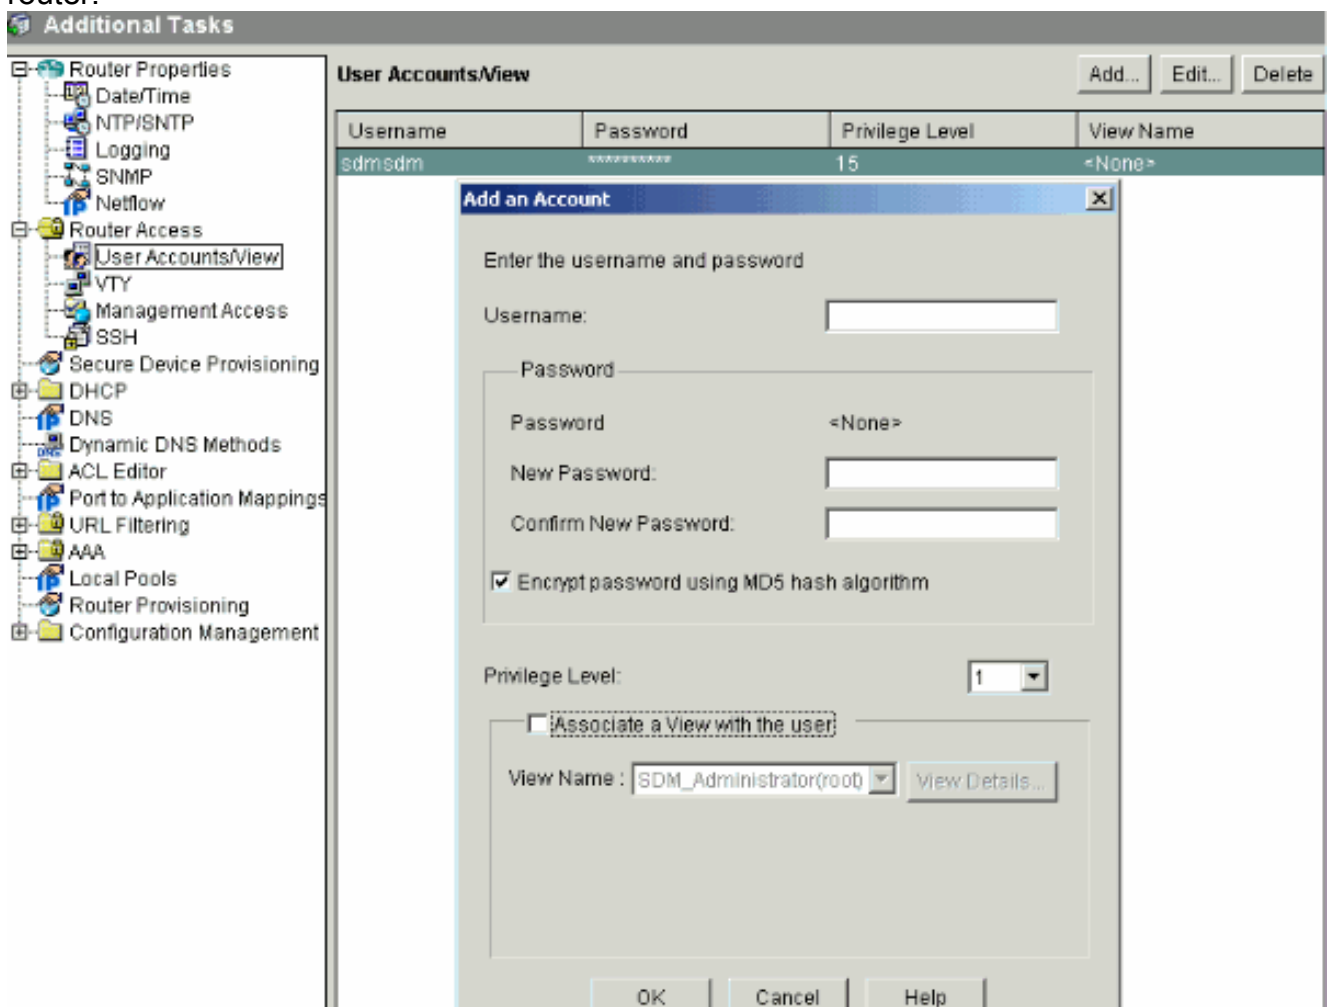 router.
Additional Tasks
Router Properties
Date/Time
NTP/SNTP
Logging
SNMP
Netflow
Router Access
User Accounts/View
VTY
Management Access
SSH
Secure Device Provisioning
DHCP
DNS
Dynamic DNS Methods
ACL Editor
Port to Application Mappings
URL Filtering
AAA
Local Pools
Router Provisioning
Configuration Management
User Accounts/View
Add... Edit... Delete
Username Password Privilege Level View Name
sdmsdm ********** 15 <None>
Add an Account
Enter the username and password
Username:
Password
Password <None>
New Password:
Confirm New Password:
Encrypt password using MD5 hash algorithm
Privilege Level: 1
Associate a View with the user
View Name : SDM_Administrator(root) View Details...
OK Cancel Help